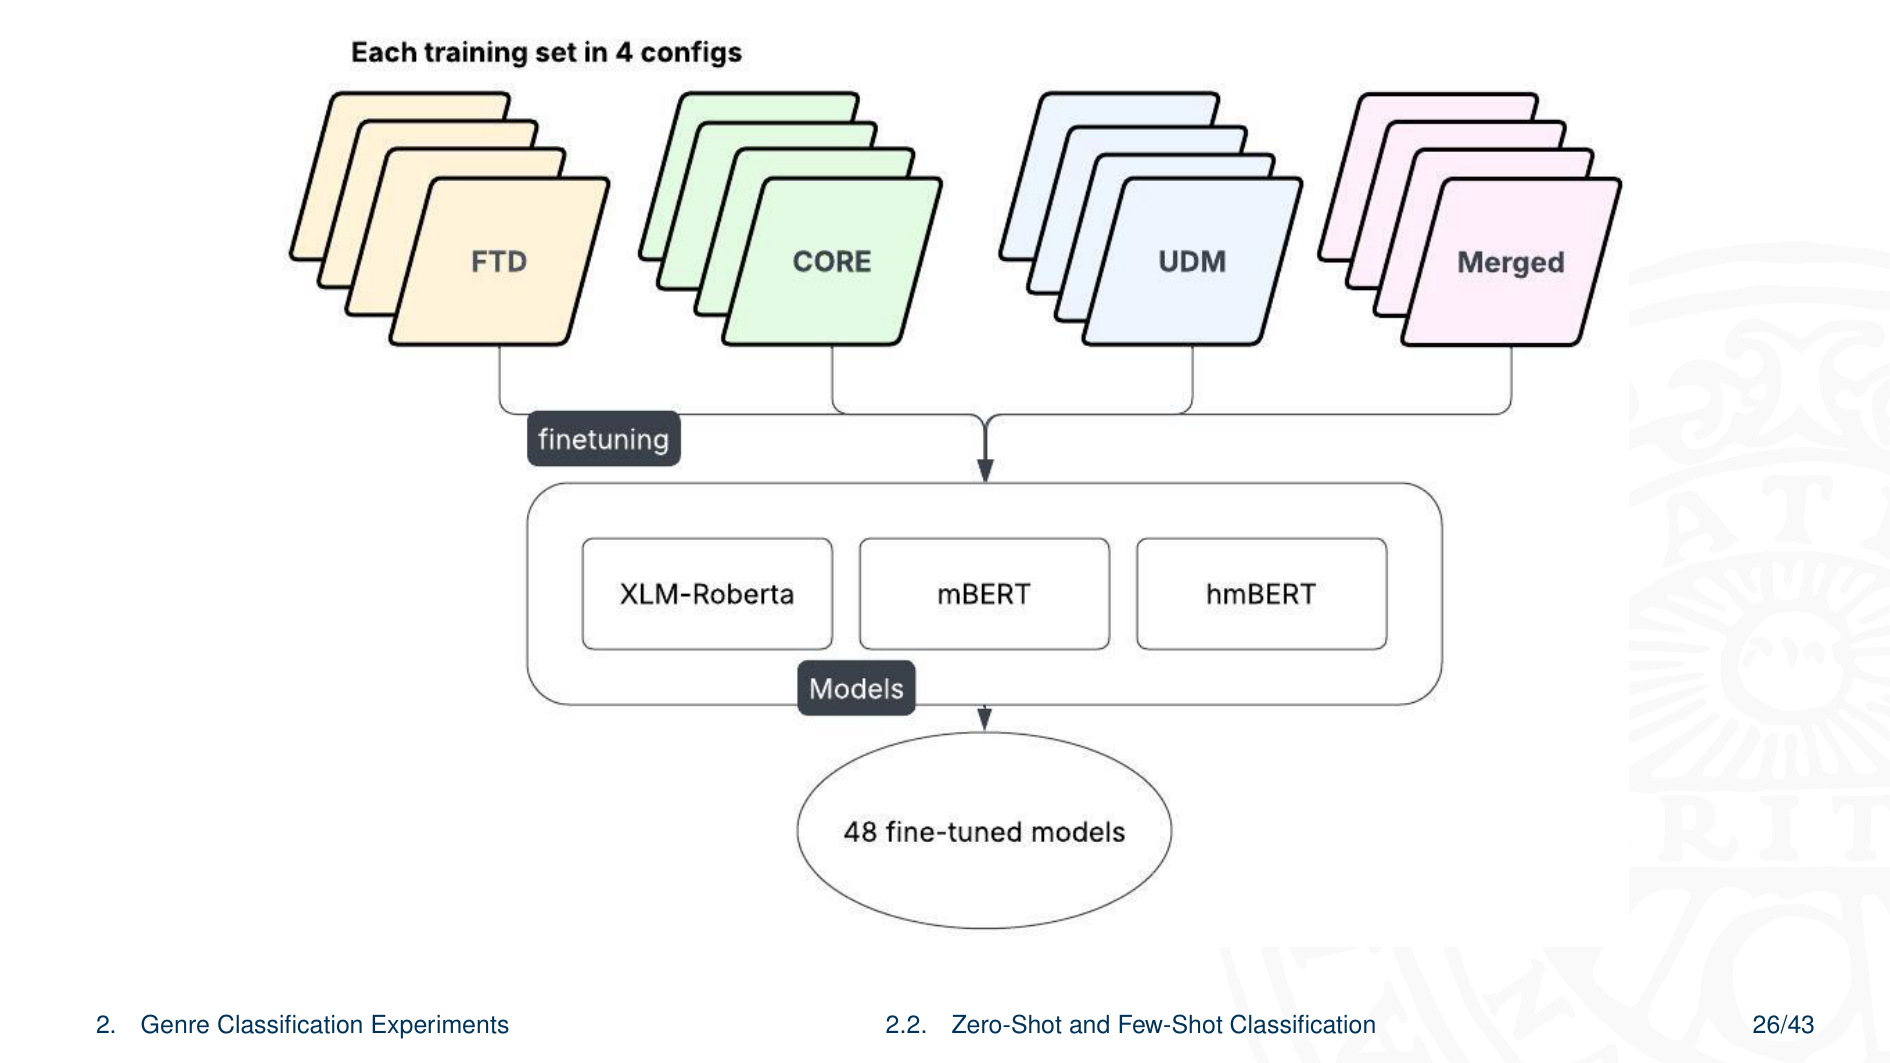 Each training set in 4 configs
FTD
CORE
UDM
Merged
finetuning
XLM-Roberta
mBERT
hmBERT
Models
48 fine-tuned models
2. Genre Classification Experiments
2.2. Zero-Shot and Few-Shot Classification
26/43